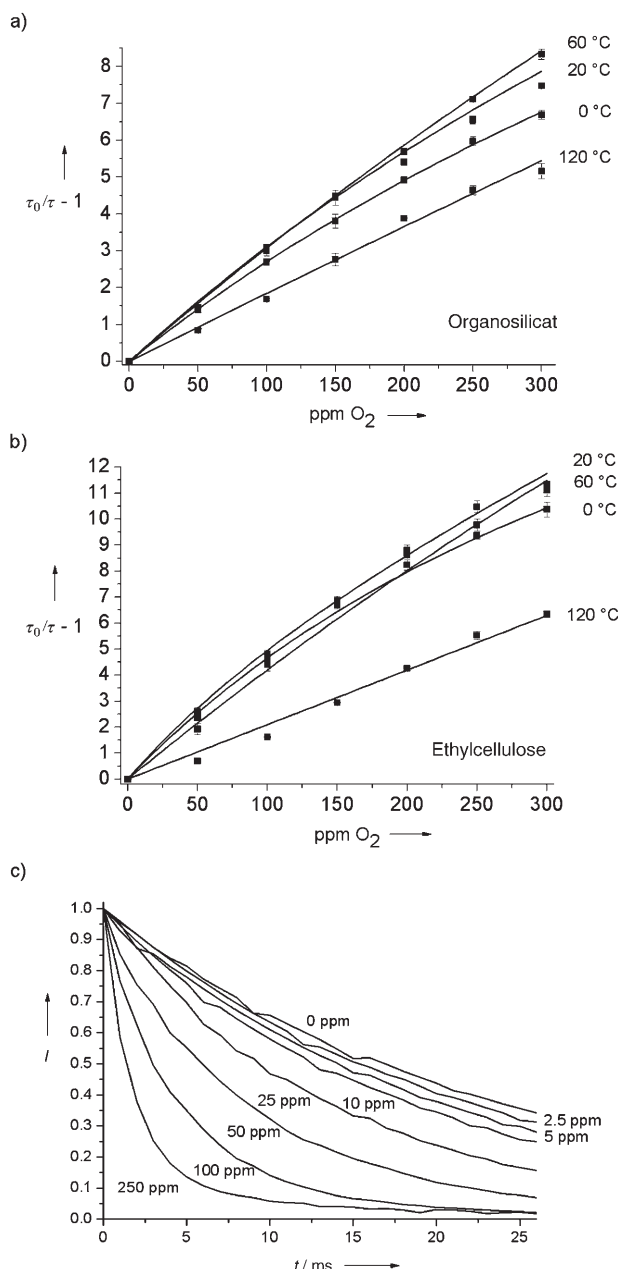 a)
8
7
6
5
4
3
2
1
0
τ₀/τ - 1
60 °C
20 °C
0 °C
120 °C
Organosilicat
0 50 100 150 200 250 300
ppm O₂
b)
12
11
10
9
8
7
6
5
4
3
2
1
0
τ₀/τ - 1
20 °C
60 °C
0 °C
120 °C
Ethylcellulose
0 50 100 150 200 250 300
ppm O₂
c)
1.0
0.9
0.8
0.7
0.6
0.5
0.4
0.3
0.2
0.1
0.0
I
0 ppm
2.5 ppm
5 ppm
10 ppm
25 ppm
50 ppm
100 ppm
250 ppm
0 5 10 15 20 25
t / ms